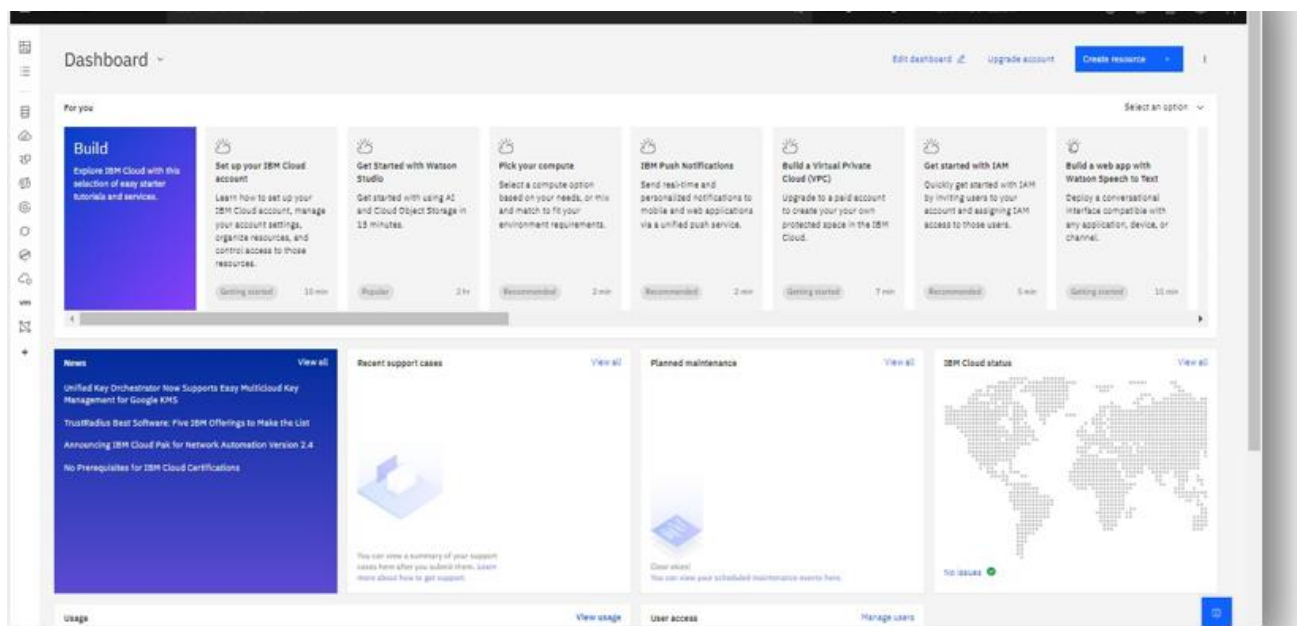 Dashboard
Edit dashboard
Upgrade account
Create resource +
For you
Select an option
Build
Explore IBM Cloud with this
selection of easy starter
tutorials and services.
Set up your IBM Cloud
account
Learn how to set up your
IBM Cloud account, manage
your account settings,
organize resources, and
control access to those
resources.
Getting started 10 min
Get Started with Watson
Studio
Get started with using AI
and Cloud Object Storage in
15 minutes.
Popular 2 hr
Pick your compute
Select a compute option
based on your needs, or mix
and match to fit your
environment requirements.
Recommended 2 min
IBM Push Notifications
Send real-time and
personalized notifications to
mobile and web applications
via a unified push service.
Recommended 2 min
Build a Virtual Private
Cloud (VPC)
Upgrade to a paid account
to create your your own
protected space in the IBM
Cloud.
Getting started 7 min
Get started with IAM
Quickly get started with IAM
by inviting users to your
account and assigning IAM
access to those users.
Recommended 5 min
Build a web app with
Watson Speech to Text
Deploy a conversational
interface compatible with
any application, device, or
channel.
Getting started 10 min
vm
News View all
Unified Key Orchestrator Now Supports Easy Multicloud Key
Management for Google KMS
TrustRadius Best Software: Five IBM Offerings to Make the List
Announcing IBM Cloud Pak for Network Automation Version 2.4
No Prerequisites for IBM Cloud Certifications
Recent support cases View all
You can view a summary of your support
cases here after you submit them. Learn
more about how to get support.
Planned maintenance View all
Clear skies!
You can view your scheduled maintenance events here.
IBM Cloud status View all
No issues
Usage View usage
User access Manage users